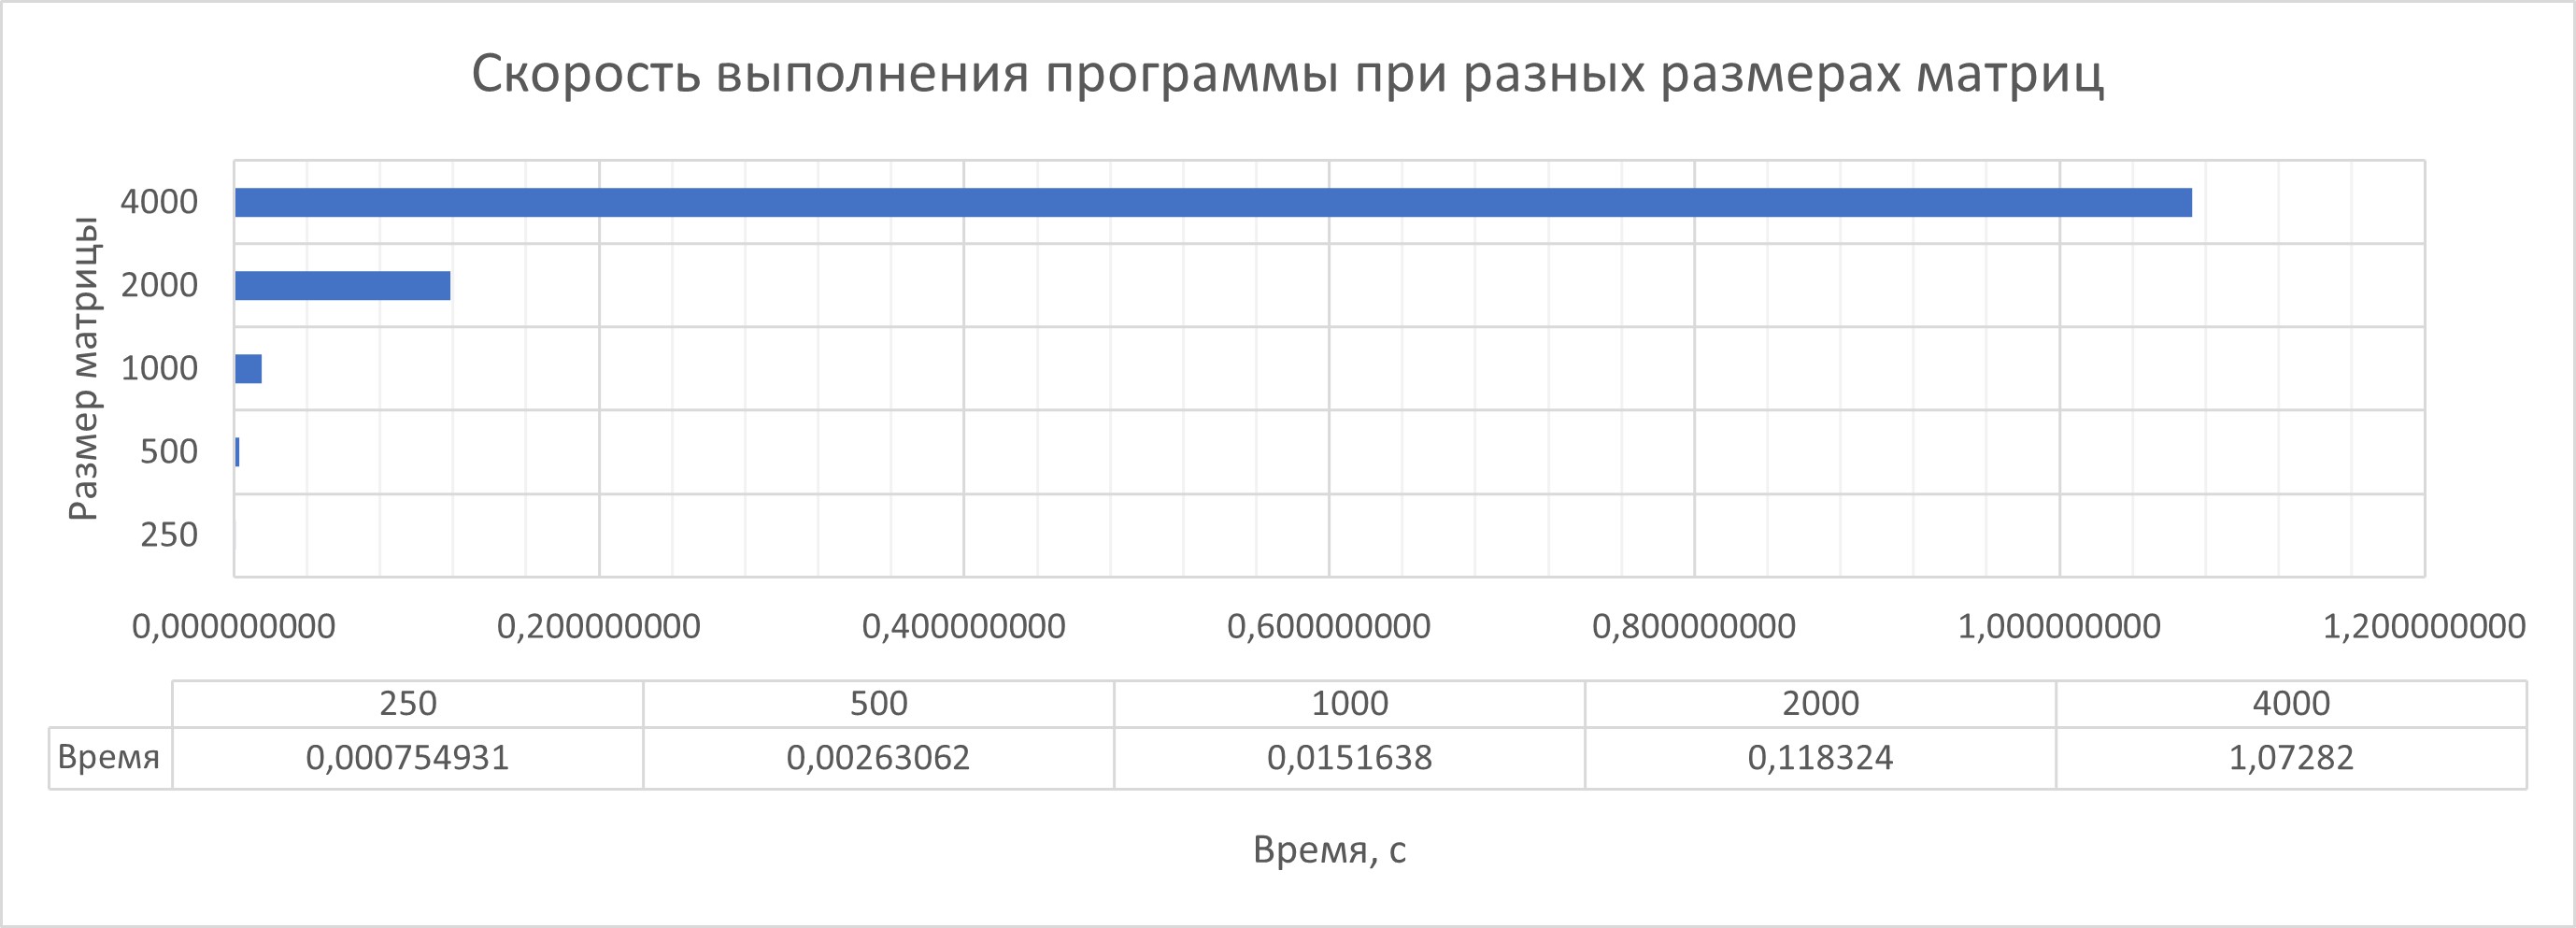 Скорость выполнения программы при разных размерах матриц
Размер матрицы
4000
2000
1000
500
250
0,000000000 0,200000000 0,400000000 0,600000000 0,800000000 1,000000000 1,200000000
250 500 1000 2000 4000
Время 0,000754931 0,00263062 0,0151638 0,118324 1,07282
Время, с